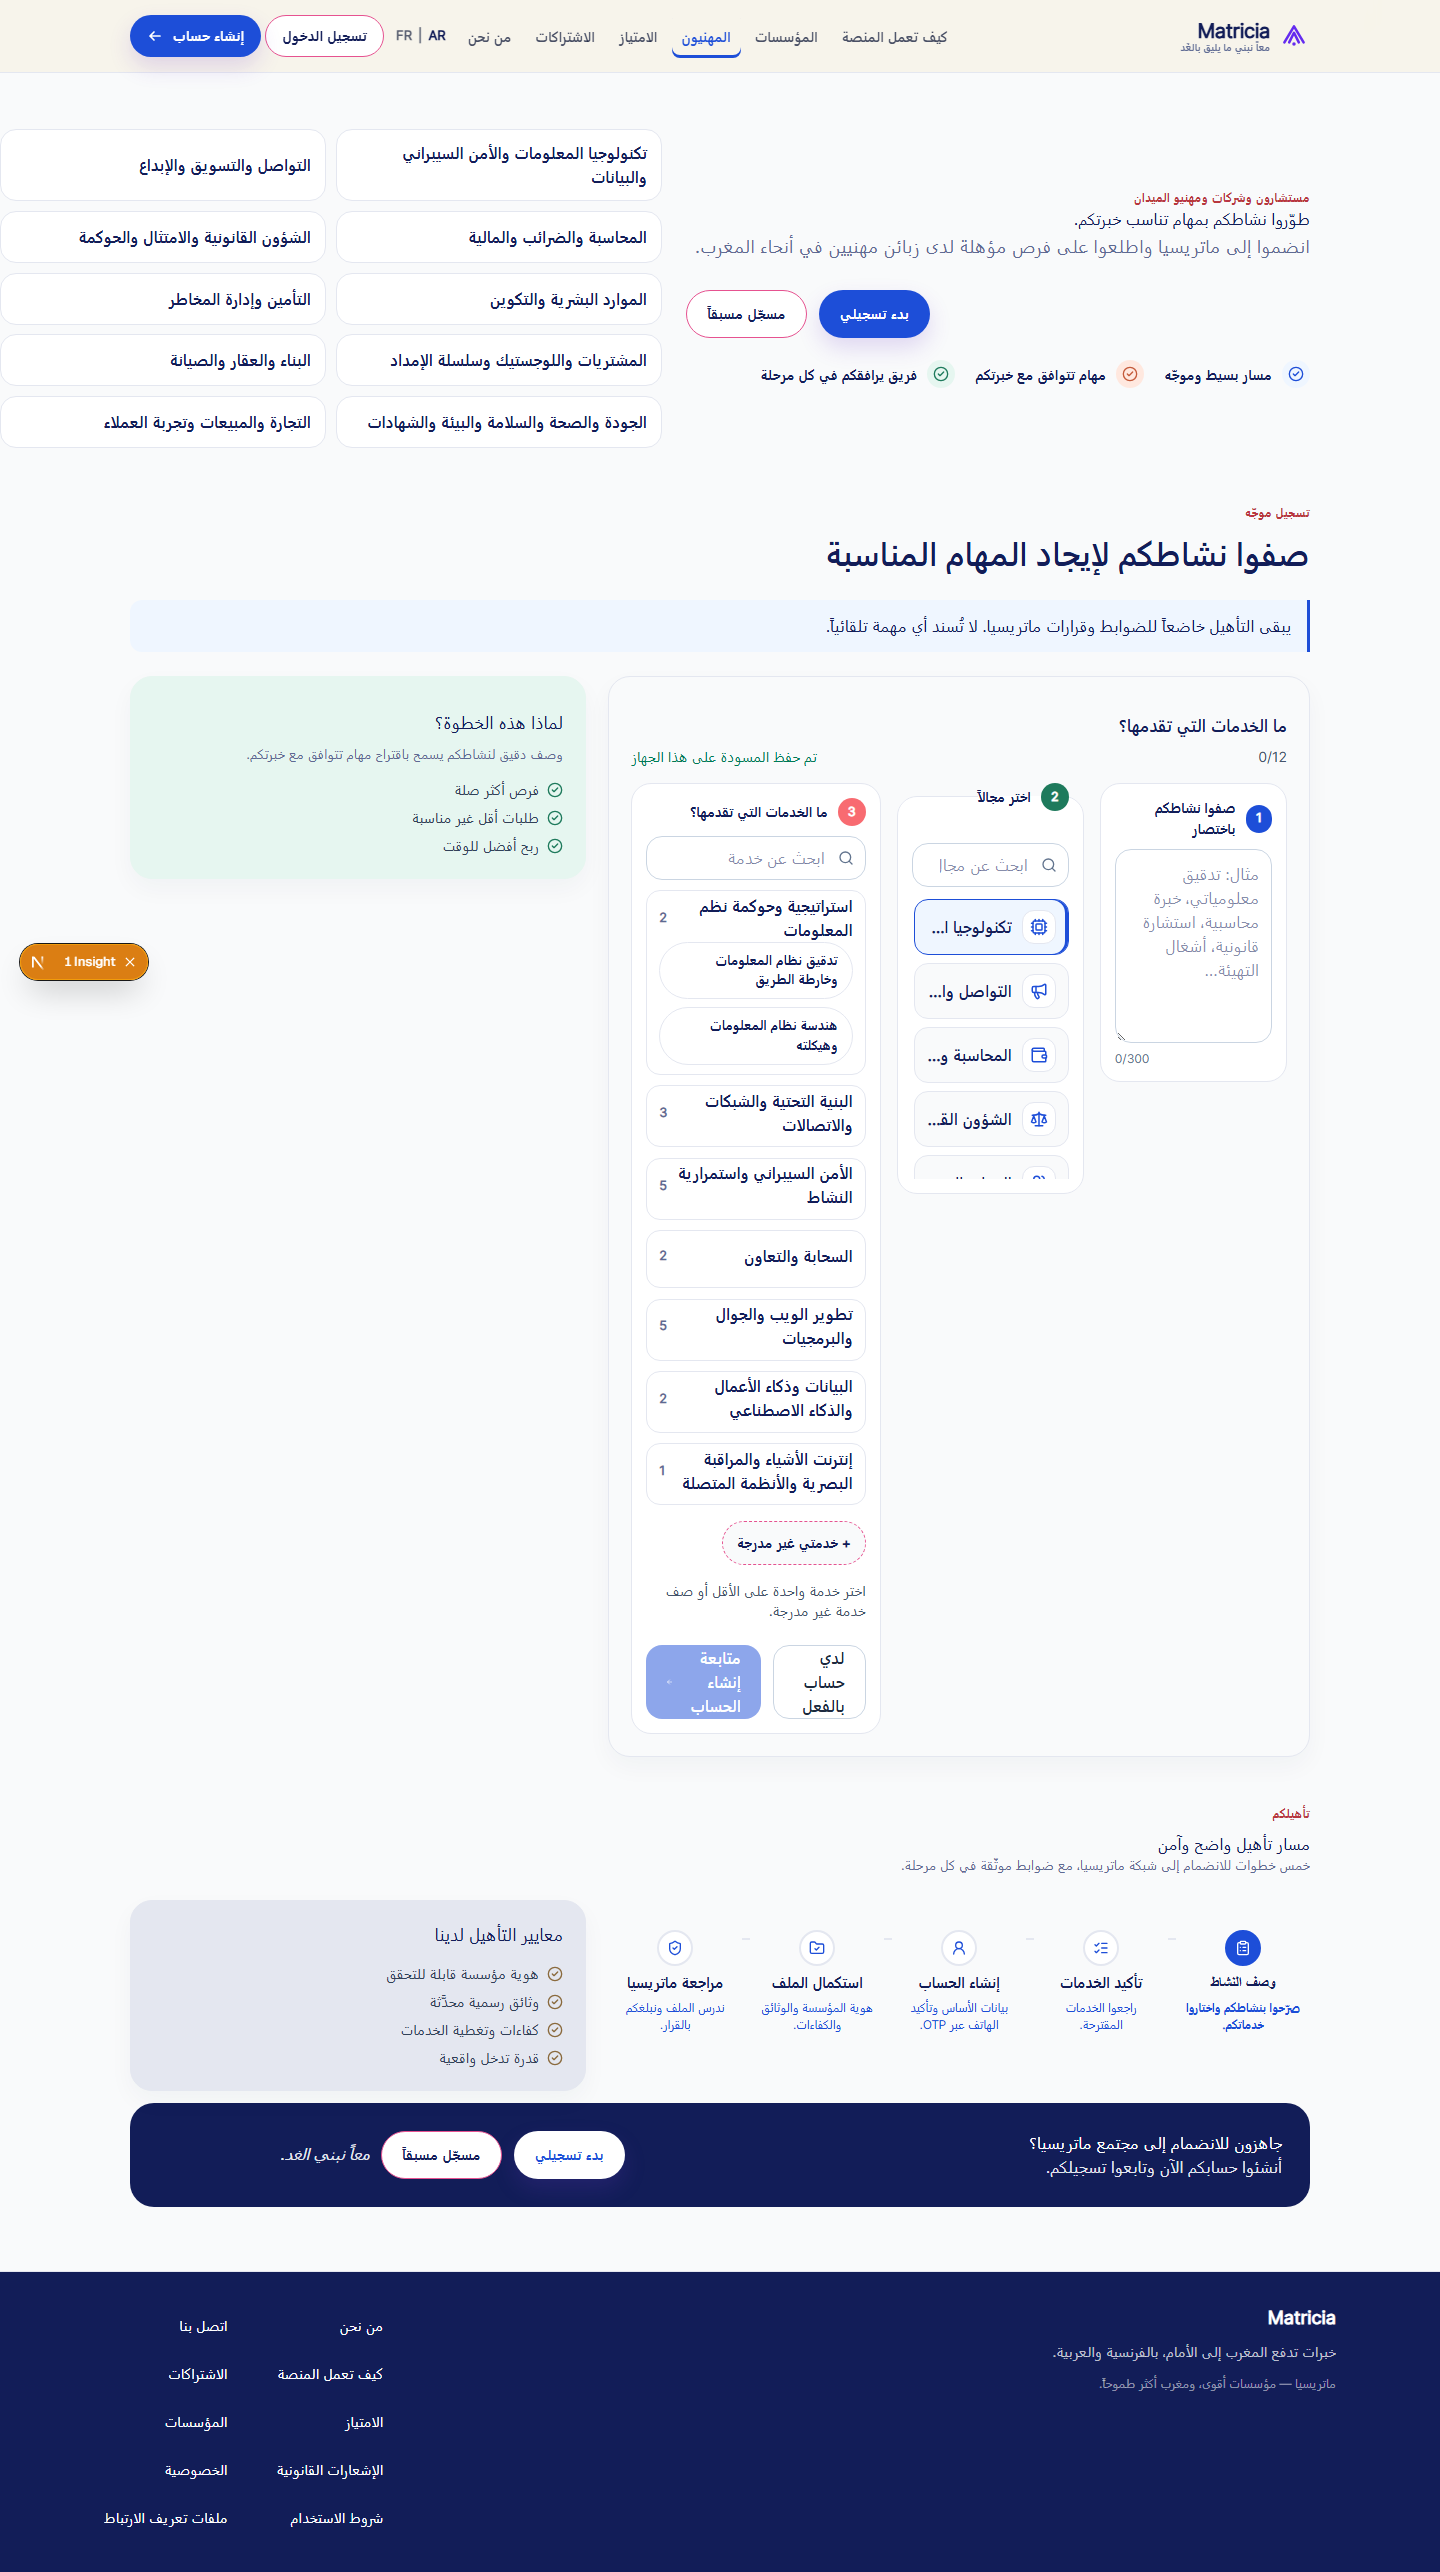 Matricia
معاً نبني ما يليق بالغد
كيف تعمل المنصة
المؤسسات
المهنيون
الامتياز
الاشتراكات
من نحن
AR | FR
تسجيل الدخول
إنشاء حساب
مستشارون وشركات ومهنيو الميدان
طوّروا نشاطكم بمهام تناسب خبرتكم.
انضموا إلى ماتريسيا واطلعوا على فرص مؤهلة لدى زبائن مهنيين في أنحاء المغرب.
بدء تسجيلي
مسجّل مسبقاً
مسار بسيط وموجّه
مهام تتوافق مع خبرتكم
فريق يرافقكم في كل مرحلة
تكنولوجيا المعلومات والأمن السيبراني
والبيانات
التواصل والتسويق والإبداع
المحاسبة والضرائب والمالية
الشؤون القانونية والامتثال والحوكمة
الموارد البشرية والتكوين
التأمين وإدارة المخاطر
المشتريات واللوجستيك وسلسلة الإمداد
البناء والعقار والصيانة
الجودة والصحة والسلامة والبيئة والشهادات
التجارة والمبيعات وتجربة العملاء
تسجيل موجّه
صفوا نشاطكم لإيجاد المهام المناسبة
يبقى التأهيل خاضعاً للضوابط وقرارات ماتريسيا. لا تُسند أي مهمة تلقائياً.
ما الخدمات التي تقدمها؟
0/12
تم حفظ المسودة على هذا الجهاز
1
صفوا نشاطكم
باختصار
مثال: تدقيق
معلومياتي، خبرة
محاسبية، استشارة
قانونية، أشغال
التهيئة...
0/300
2
اختر مجالاً
ابحث عن مجال
تكنولوجيا ا...
التواصل وا...
المحاسبة و...
الشؤون الق...
3
ما الخدمات التي تقدمها؟
ابحث عن خدمة
استراتيجية وحوكمة نظم
المعلومات
2
تدقيق نظام المعلومات
وخارطة الطريق
هندسة نظام المعلومات
وهيكلته
البنية التحتية والشبكات
والاتصالات
3
الأمن السيبراني واستمرارية
النشاط
5
السحابة والتعاون
2
تطوير الويب والجوال
والبرمجيات
5
البيانات وذكاء الأعمال
والذكاء الاصطناعي
2
إنترنت الأشياء والمراقبة
البصرية والأنظمة المتصلة
1
+ خدمتي غير مدرجة
اختر خدمة واحدة على الأقل أو صف
خدمة غير مدرجة.
لدي
حساب
بالفعل
متابعة
إنشاء
الحساب
لماذا هذه الخطوة؟
وصف دقيق لنشاطكم يسمح باقتراح مهام تتوافق مع خبرتكم.
فرص أكثر صلة
طلبات أقل غير مناسبة
ربح أفضل للوقت
1 Insight
تأهيلكم
مسار تأهيل واضح وآمن
خمس خطوات للانضمام إلى شبكة ماتريسيا، مع ضوابط موثّقة في كل مرحلة.
وصف النشاط
صرّحوا بنشاطكم واختاروا
خدماتكم.
تأكيد الخدمات
راجعوا الخدمات
المقترحة.
إنشاء الحساب
بيانات الأساس وتأكيد
الهاتف عبر OTP.
استكمال الملف
هوية المؤسسة والوثائق
والكفاءات.
مراجعة ماتريسيا
ندرس الملف ونبلغكم
بالقرار.
معايير التأهيل لدينا
هوية مؤسسة قابلة للتحقق
وثائق رسمية محدَّثة
كفاءات وتغطية الخدمات
قدرة تدخل واقعية
جاهزون للانضمام إلى مجتمع ماتريسيا؟
أنشئوا حسابكم الآن وتابعوا تسجيلكم.
بدء تسجيلي
مسجّل مسبقاً
معاً نبني الغد.
Matricia
خبرات تدفع المغرب إلى الأمام، بالفرنسية والعربية.
ماتريسيا — مؤسسات أقوى، ومغرب أكثر طموحاً.
من نحن
اتصل بنا
كيف تعمل المنصة
الاشتراكات
الامتياز
المؤسسات
الإشعارات القانونية
الخصوصية
شروط الاستخدام
ملفات تعريف الارتباط